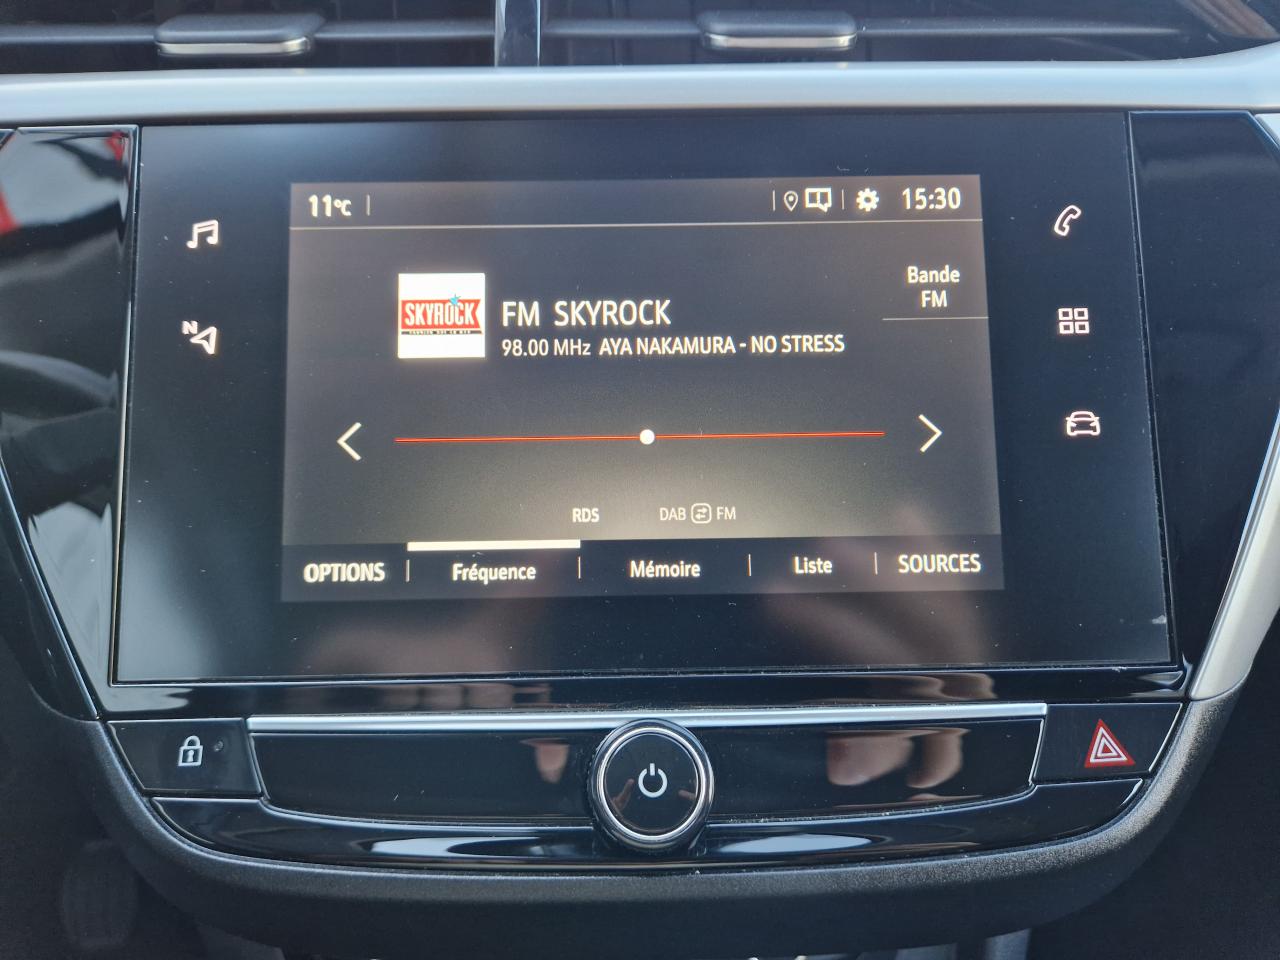 11°C
15:30
Bande
FM
SKYROCK
FM SKYROCK
98.00 MHz AYA NAKAMURA - NO STRESS
N
RDS
DAB FM
OPTIONS
Fréquence
Mémoire
Liste
SOURCES